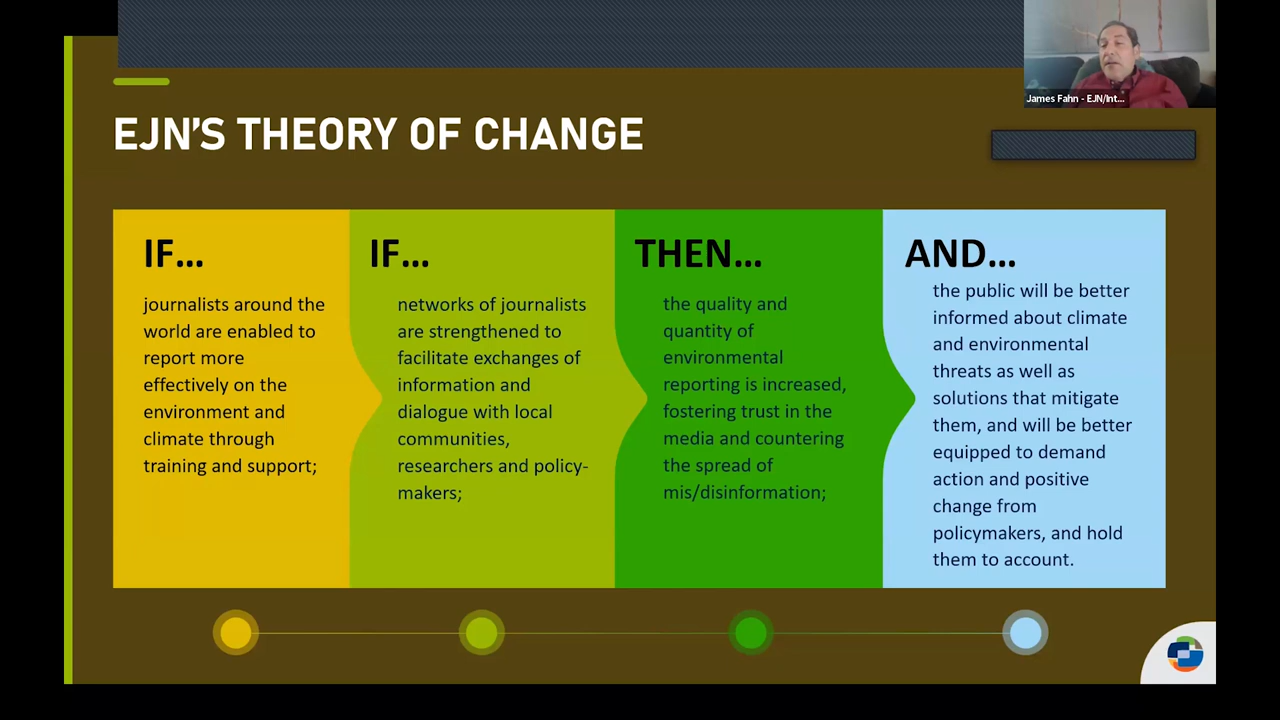 James Fahn - EJN/Int...
EJN'S THEORY OF CHANGE
IF...
journalists around the
world are enabled to
report more
effectively on the
environment and
climate through
training and support;
IF...
networks of journalists
are strengthened to
facilitate exchanges of
information and
dialogue with local
communities,
researchers and policy-
makers;
THEN...
the quality and
quantity of
environmental
reporting is increased,
fostering trust in the
media and countering
the spread of
mis/disinformation;
AND...
the public will be better
informed about climate
and environmental
threats as well as
solutions that mitigate
them, and will be better
equipped to demand
action and positive
change from
policymakers, and hold
them to account.